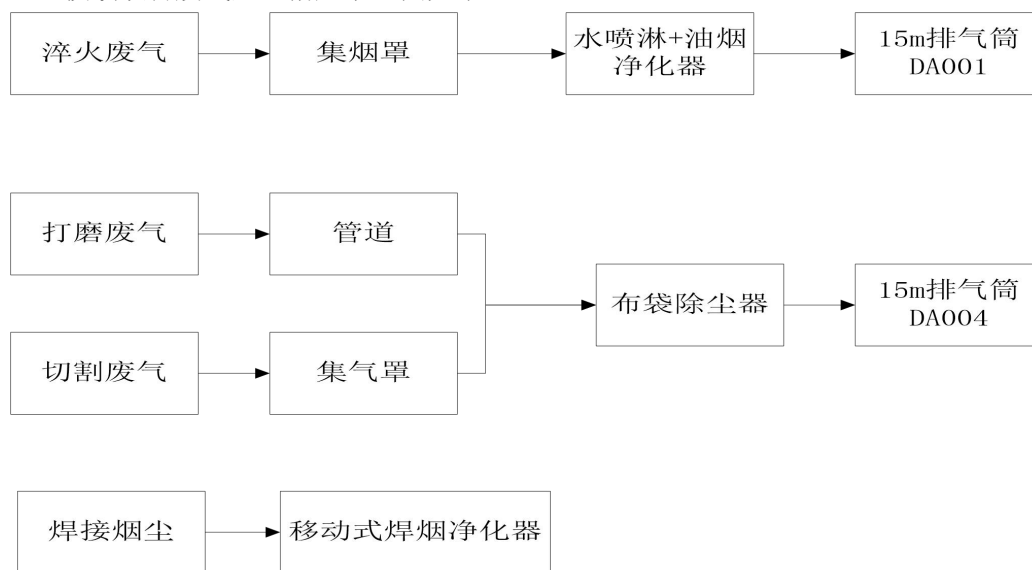 淬火废气
集烟罩
水喷淋+油烟
净化器
15m排气筒
DA001
打磨废气
管道
切割废气
集气罩
布袋除尘器
15m排气筒
DA004
焊接烟尘
移动式焊烟净化器